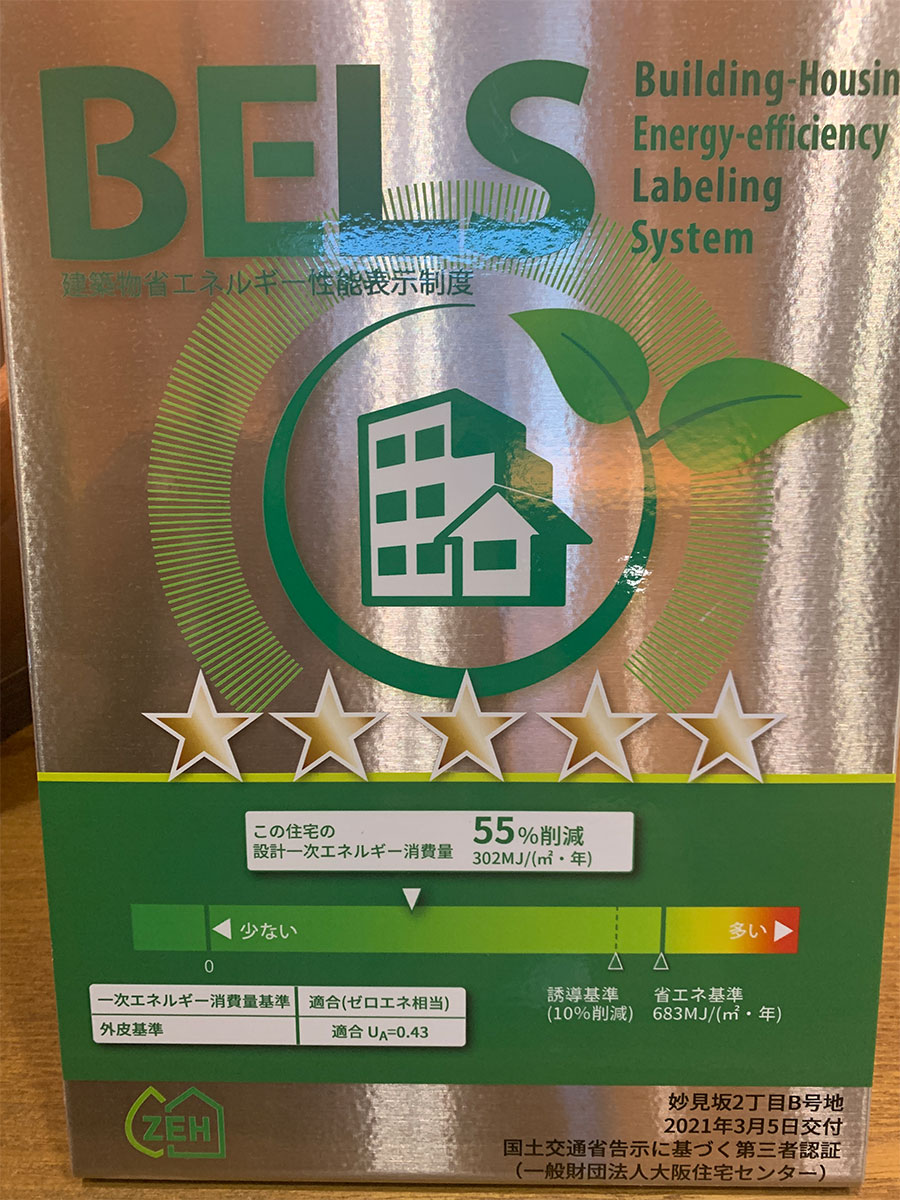 BELS
Building-Housin
Energy-efficiency
Labeling
System
建築物省エネルギー性能表示制度
この住宅の
設計一次エネルギー消費量
55%削減
302MJ/(㎡・年)
少ない
多い
0
誘導基準
(10%削減)
省エネ基準
683MJ/(㎡・年)
一次エネルギー消費量基準 適合(ゼロエネ相当)
外皮基準 適合 UA=0.43
ZEH
妙見坂2丁目B号地
2021年3月5日交付
国土交通省告示に基づく第三者認証
(一般財団法人大阪住宅センター)